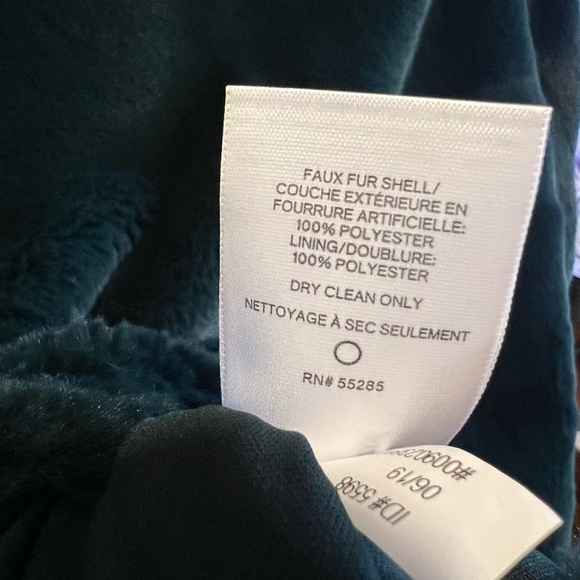 FAUX FUR SHELL/
COUCHE EXTÉRIEURE EN
FOURRURE ARTIFICIELLE:
100% POLYESTER
LINING/DOUBLURE:
100% POLYESTER
DRY CLEAN ONLY
NETTOYAGE À SEC SEULEMENT
RN# 55285
ID# 5598
06/19